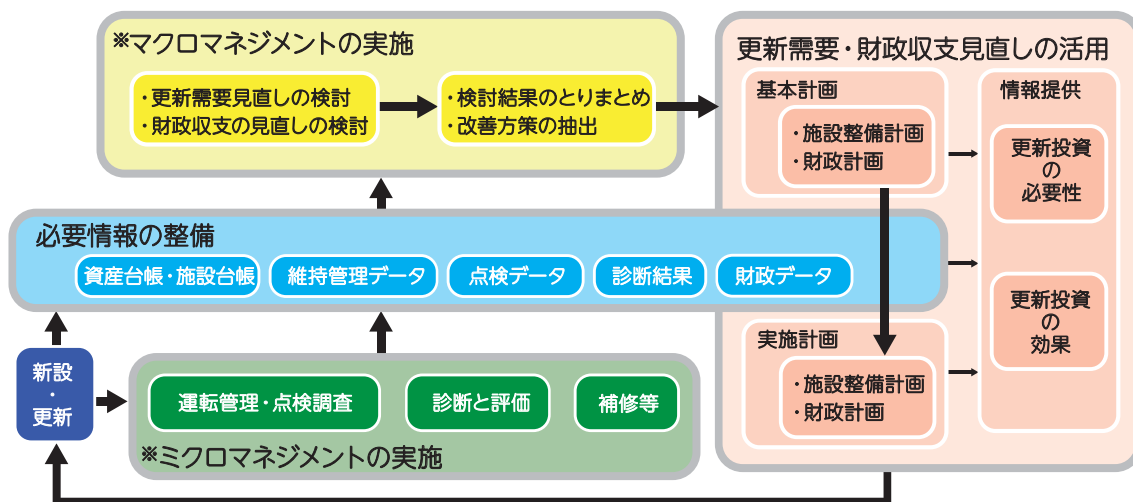 ※マクロマネジメントの実施
・更新需要見直しの検討
・財政収支の見直しの検討
・検討結果のとりまとめ
・改善方策の抽出
更新需要・財政収支見直しの活用
基本計画
・施設整備計画
・財政計画
情報提供
更新投資
の
必要性
更新投資
の
効果
実施計画
・施設整備計画
・財政計画
必要情報の整備
資産台帳・施設台帳
維持管理データ
点検データ
診断結果
財政データ
新設
・
更新
運転管理・点検調査
診断と評価
補修等
※ミクロマネジメントの実施